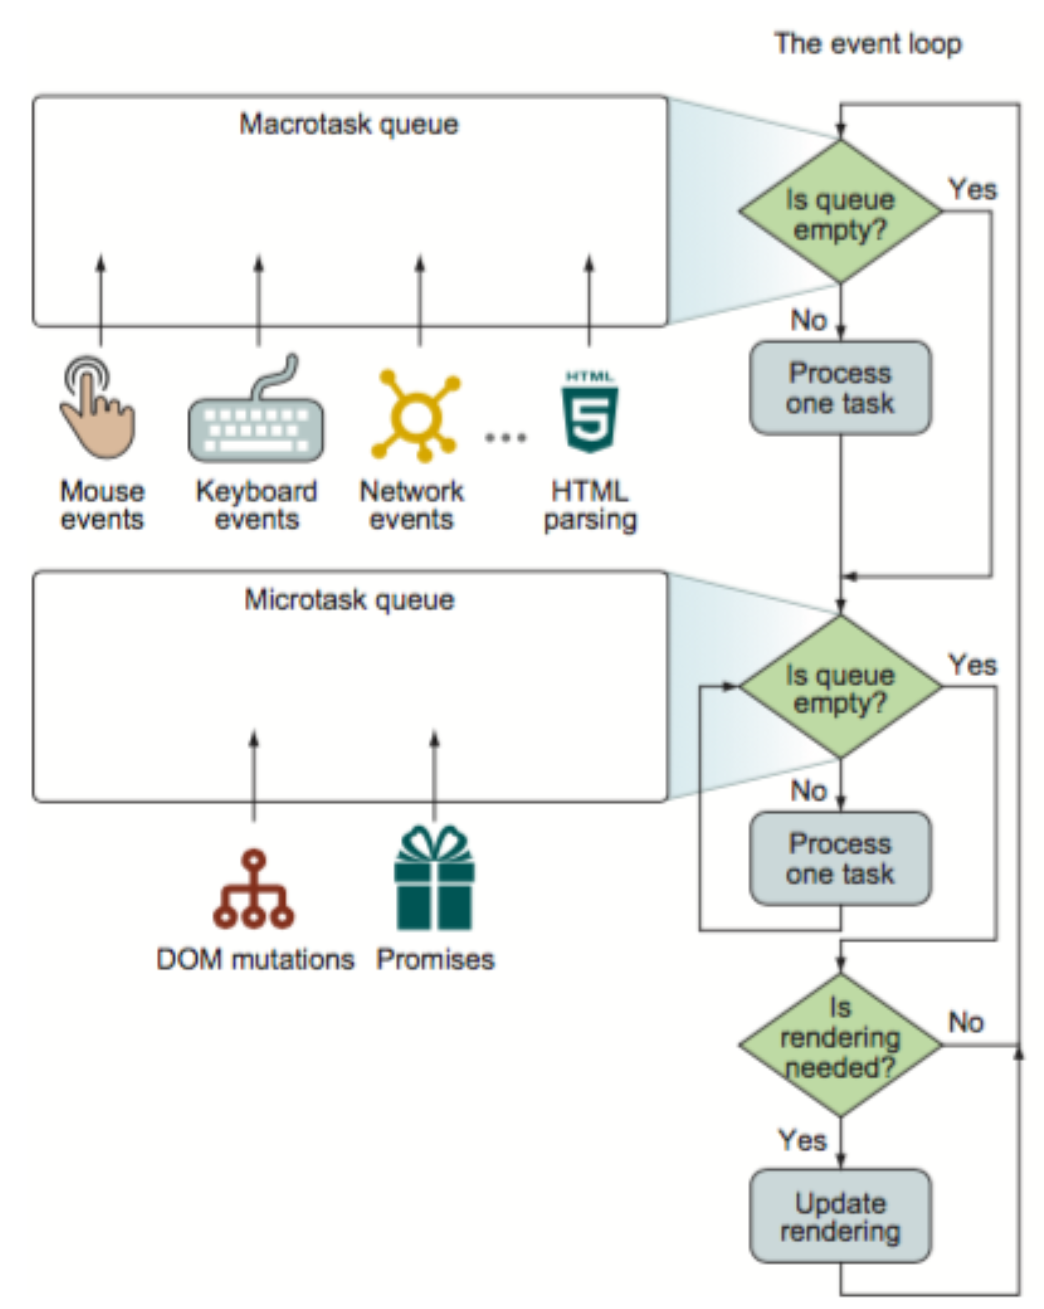 The event loop
Macrotask queue
Is queue
empty?
Yes
No
Process
one task
HTML
5
Mouse
events
Keyboard
events
Network
events
HTML
parsing
Microtask queue
Is queue
empty?
Yes
No
Process
one task
DOM mutations
Promises
Is
rendering
needed?
No
Yes
Update
rendering